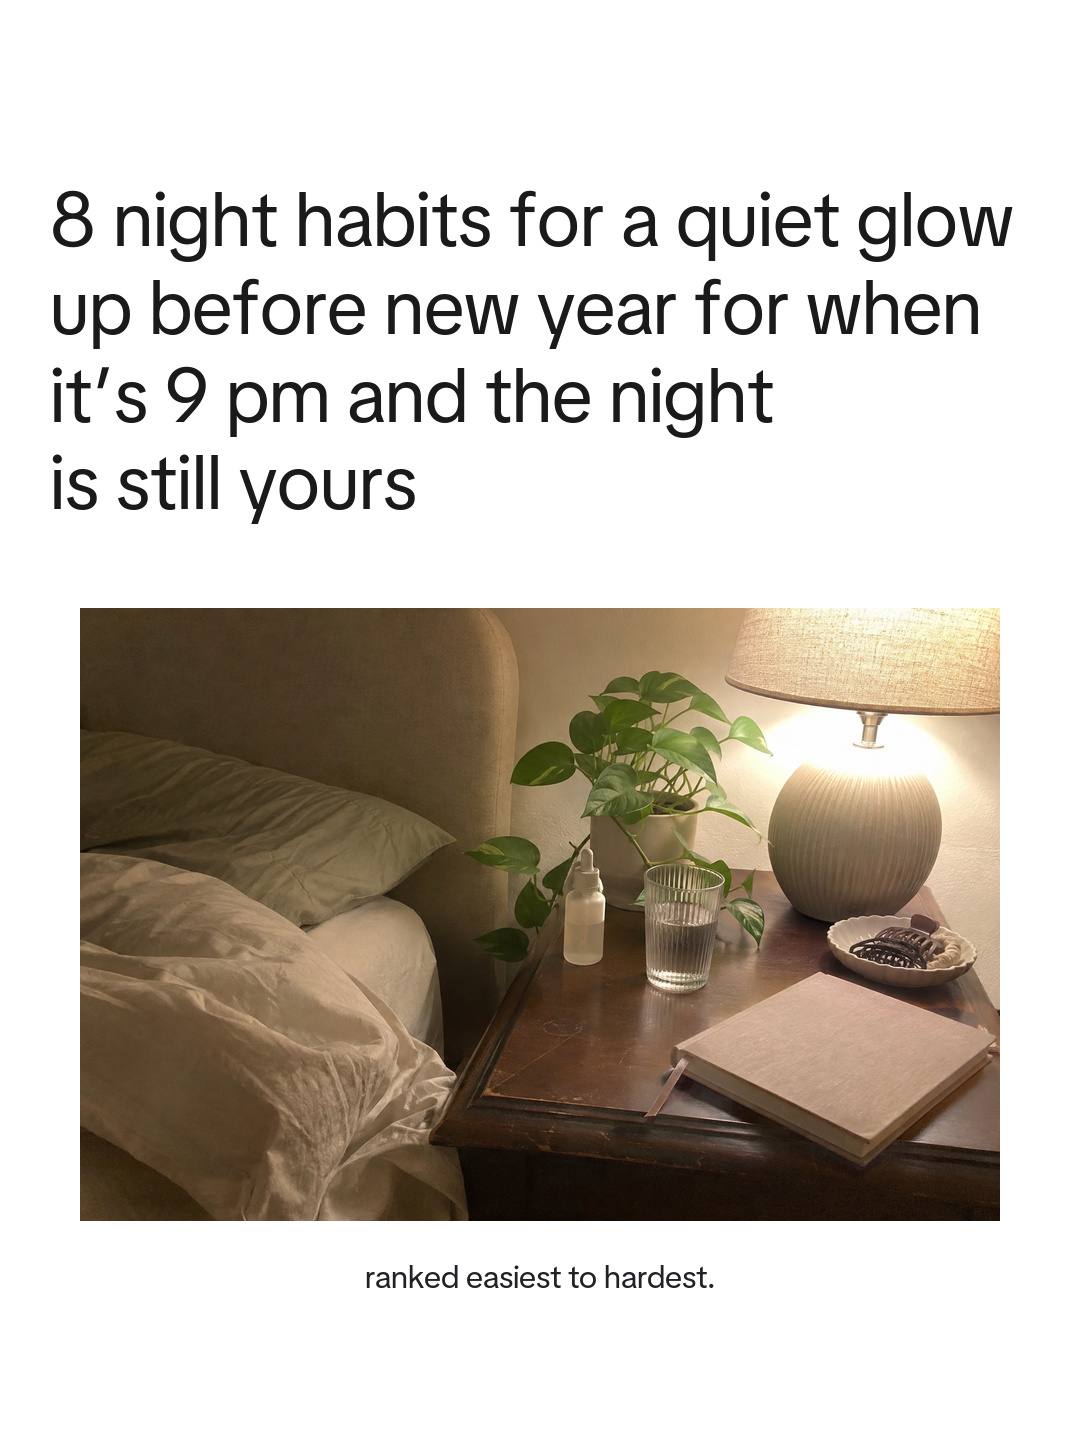 8 night habits for a quiet glow
up before new year for when
it’s 9 pm and the night
is still yours
ranked easiest to hardest.